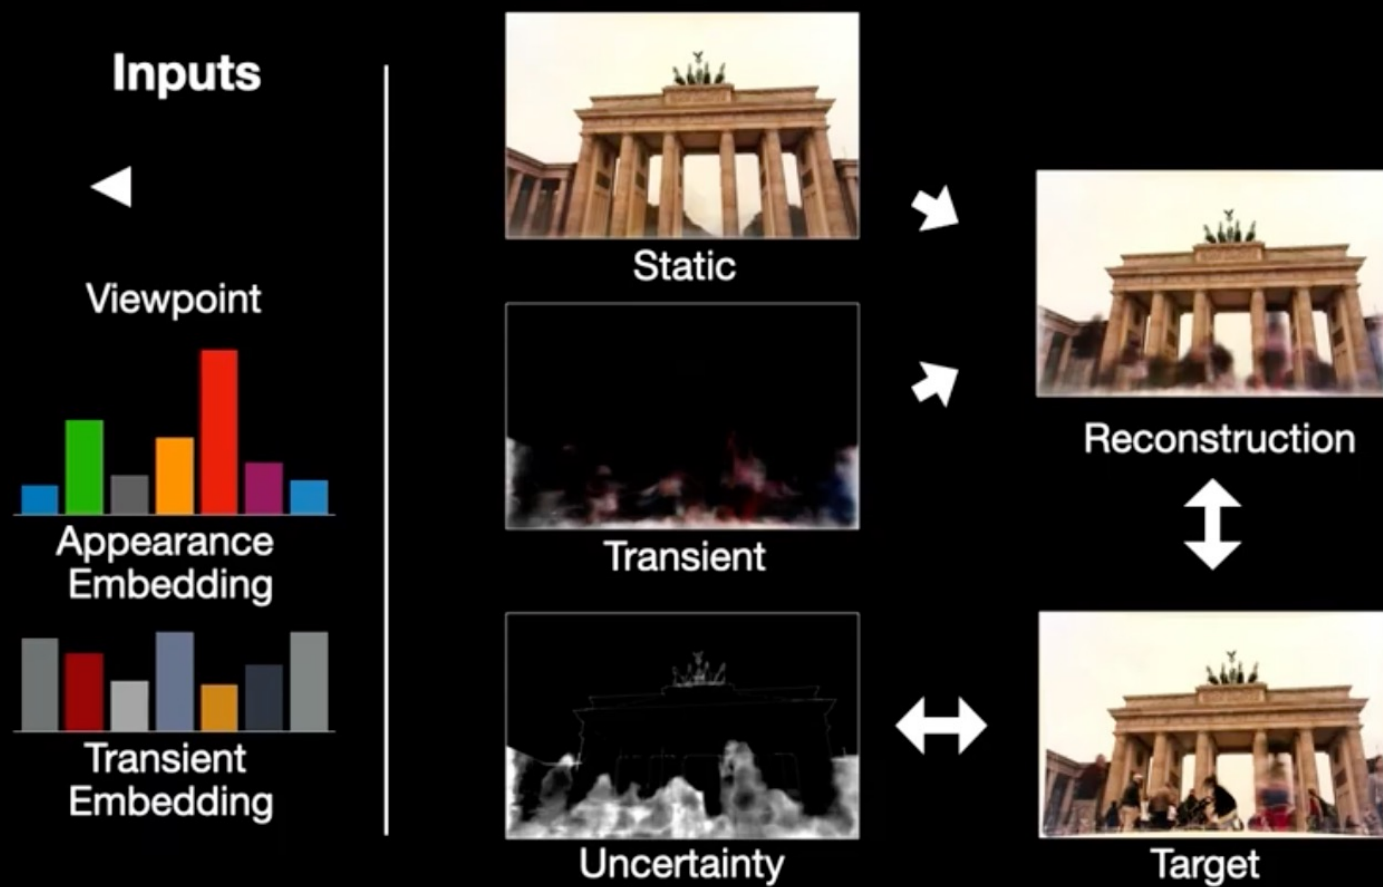 Inputs
Viewpoint
Appearance
Embedding
Transient
Embedding
Static
Transient
Uncertainty
Reconstruction
Target